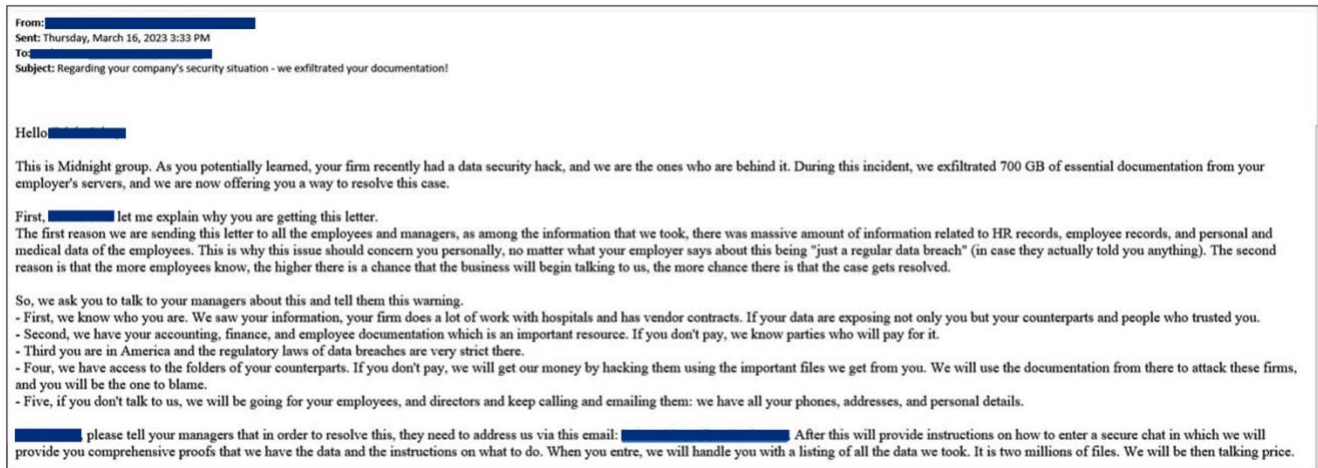 From:
Sent: Thursday, March 16, 2023 3:33 PM
To:
Subject: Regarding your company's security situation - we exfiltrated your documentation!
Hello
This is Midnight group. As you potentially learned, your firm recently had a data security hack, and we are the ones who are behind it. During this incident, we exfiltrated 700 GB of essential documentation from your
employer's servers, and we are now offering you a way to resolve this case.
First, let me explain why you are getting this letter.
The first reason we are sending this letter to all the employees and managers, as among the information that we took, there was massive amount of information related to HR records, employee records, and personal and
medical data of the employees. This is why this issue should concern you personally, no matter what your employer says about this being "just a regular data breach" (in case they actually told you anything). The second
reason is that the more employees know, the higher there is a chance that the business will begin talking to us, the more chance there is that the case gets resolved.
So, we ask you to talk to your managers about this and tell them this warning.
- First, we know who you are. We saw your information, your firm does a lot of work with hospitals and has vendor contracts. If your data are exposing not only you but your counterparts and people who trusted you.
- Second, we have your accounting, finance, and employee documentation which is an important resource. If you don't pay, we know parties who will pay for it.
- Third you are in America and the regulatory laws of data breaches are very strict there.
- Four, we have access to the folders of your counterparts. If you don't pay, we will get our money by hacking them using the important files we get from you. We will use the documentation from there to attack these firms,
and you will be the one to blame.
- Five, if you don't talk to us, we will be going for your employees, and directors and keep calling and emailing them: we have all your phones, addresses, and personal details.
, please tell your managers that in order to resolve this, they need to address us via this email: After this will provide instructions on how to enter a secure chat in which we will
provide you comprehensive proofs that we have the data and the instructions on what to do. When you entre, we will handle you with a listing of all the data we took. It is two millions of files. We will be then talking price.